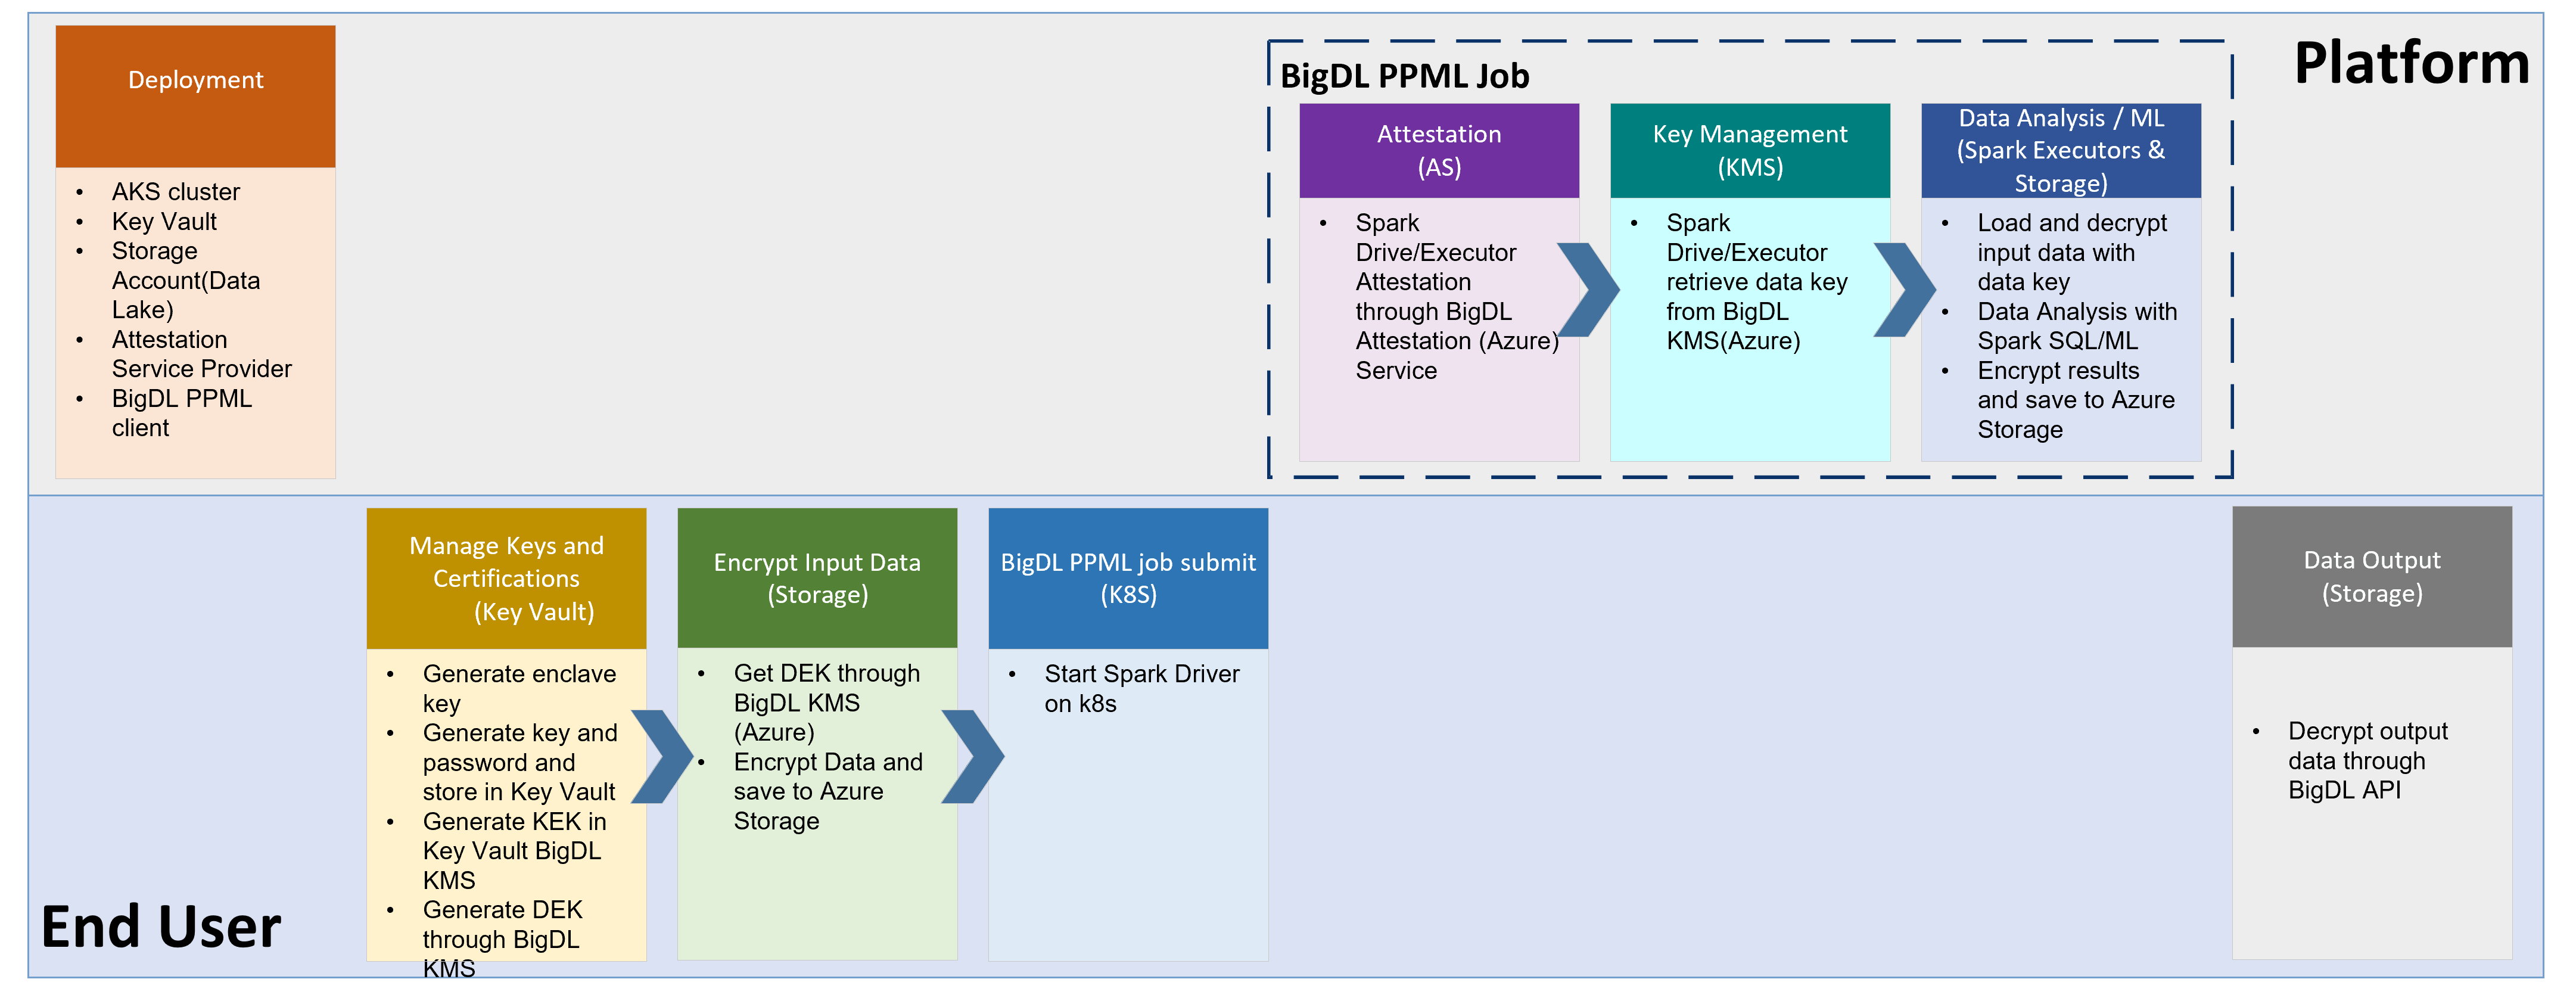 Platform
Deployment
• AKS cluster
• Key Vault
• Storage
Account(Data
Lake)
• Attestation
Service Provider
• BigDL PPML
client
BigDL PPML Job
Attestation
(AS)
• Spark
Drive/Executor
Attestation
through BigDL
Attestation (Azure)
Service
Key Management
(KMS)
• Spark
Drive/Executor
retrieve data key
from BigDL
KMS(Azure)
Data Analysis / ML
(Spark Executors &
Storage)
• Load and decrypt
input data with
data key
• Data Analysis with
Spark SQL/ML
• Encrypt results
and save to Azure
Storage
End User
Manage Keys and
Certifications
(Key Vault)
• Generate enclave
key
• Generate key and
password and
store in Key Vault
• Generate KEK in
Key Vault BigDL
KMS
• Generate DEK
through BigDL
KMS
Encrypt Input Data
(Storage)
• Get DEK through
BigDL KMS
(Azure)
• Encrypt Data and
save to Azure
Storage
BigDL PPML job submit
(K8S)
• Start Spark Driver
on k8s
Data Output
(Storage)
• Decrypt output
data through
BigDL API